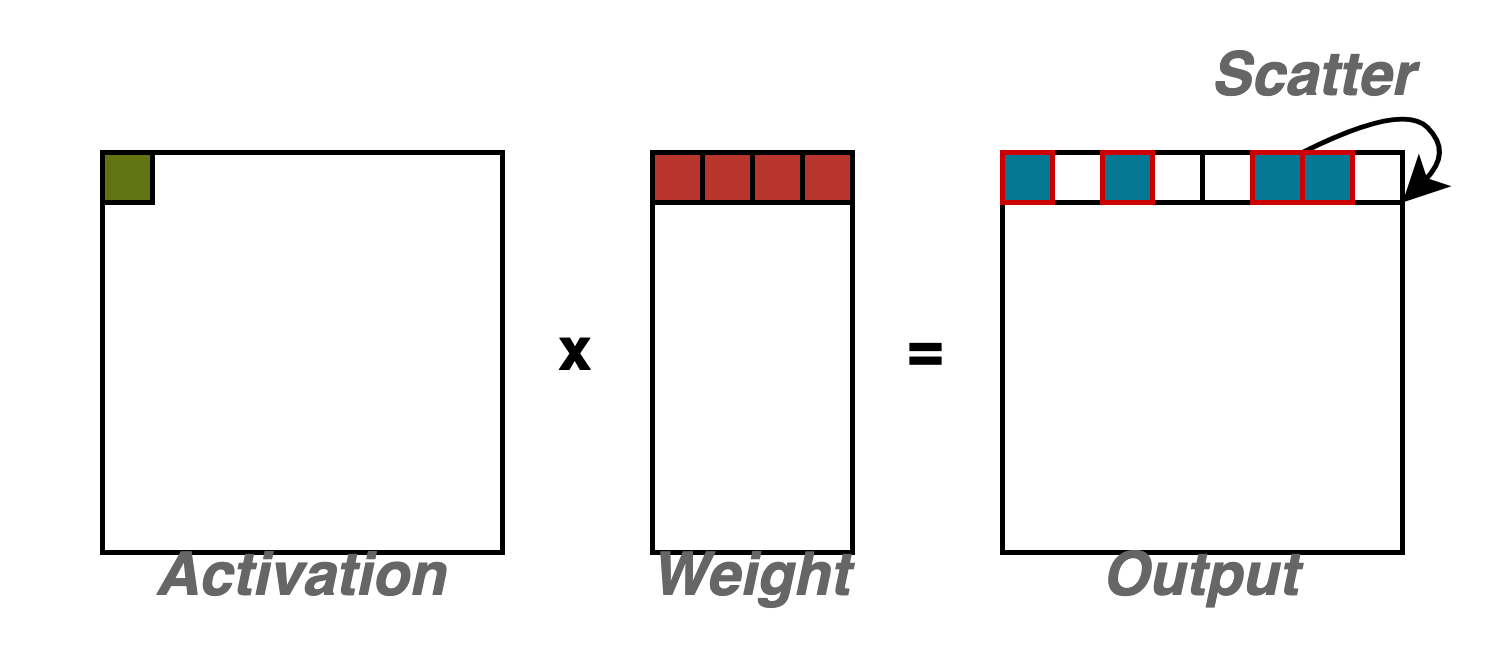 Scatter
x
=
Activation
Weight
Output